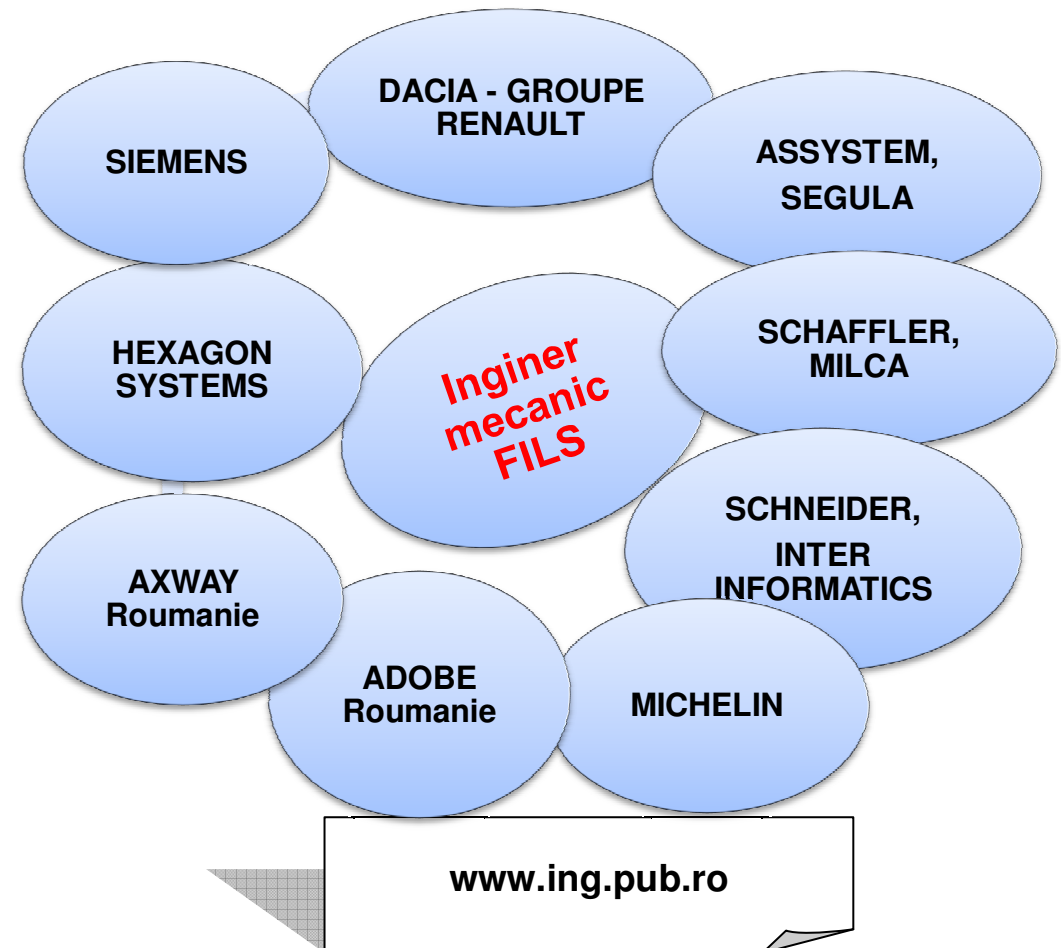 DACIA - GROUPE
RENAULT
SIEMENS
ASSYSTEM,
SEGULA
HEXAGON
SYSTEMS
Inginer
mecanic
FILS
SCHAFFLER,
MILCA
SCHNEIDER,
INTER
INFORMATICS
AXWAY
Roumanie
ADOBE
Roumanie
MICHELIN
www.ing.pub.ro